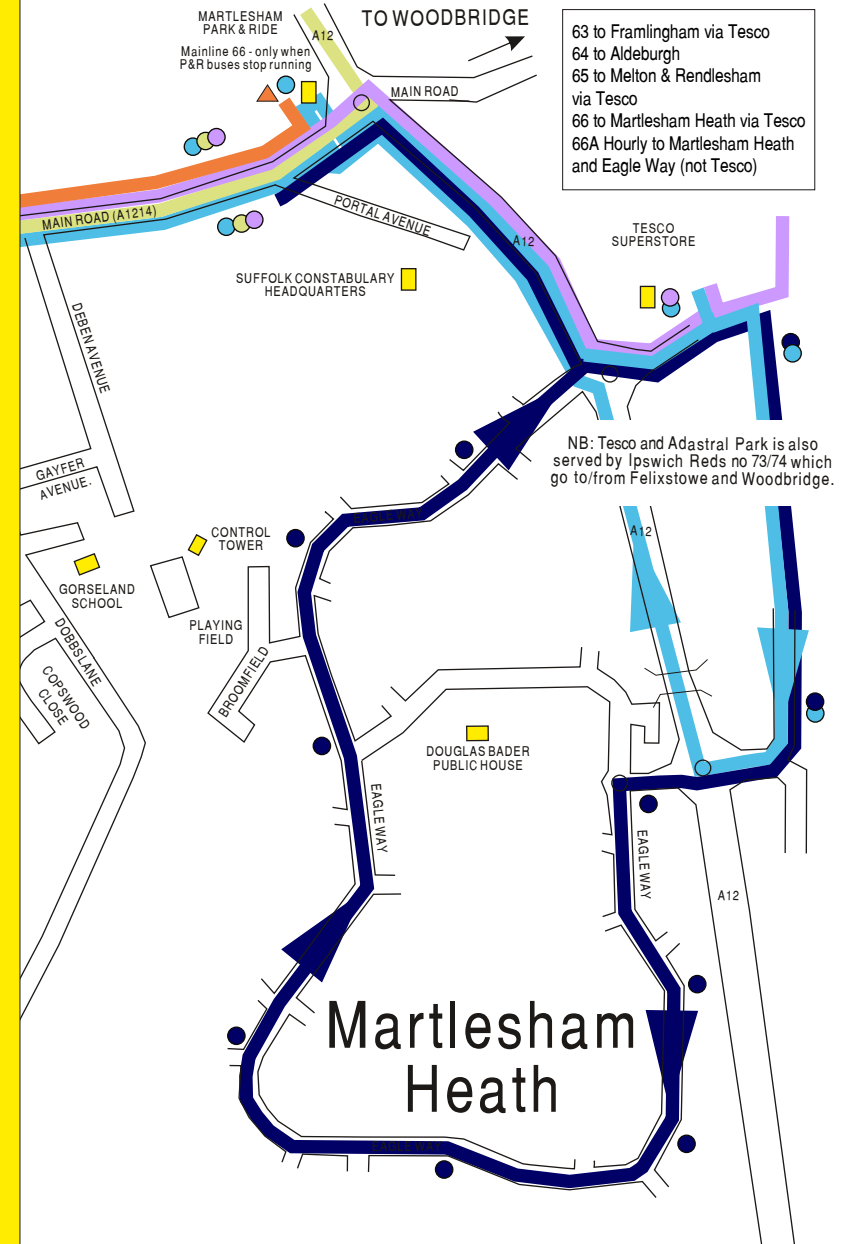 MARTLESHAM
PARK & RIDE
TO WOODBRIDGE
A12
Mainline 66 - only when
P&R buses stop running
MAIN ROAD
63 to Framlingham via Tesco
64 to Aldeburgh
65 to Melton & Rendlesham
via Tesco
66 to Martlesham Heath via Tesco
66A Hourly to Martlesham Heath
and Eagle Way (not Tesco)
MAIN ROAD (A1214)
PORTAL AVENUE
A12
TESCO
SUPERSTORE
SUFFOLK CONSTABULARY
HEADQUARTERS
DEBEN AVENUE
NB: Tesco and Adastral Park is also
served by Ipswich Reds no 73/74 which
go to/from Felixstowe and Woodbridge.
GAYFER
AVENUE.
EAGLE WAY
A12
CONTROL
TOWER
GORSELAND
SCHOOL
PLAYING
FIELD
DOBBS LANE
COPSWOOD
CLOSE
BROOMFIELD
DOUGLAS BADER
PUBLIC HOUSE
EAGLE WAY
EAGLE WAY
A12
Martlesham
Heath
EAGLE WAY